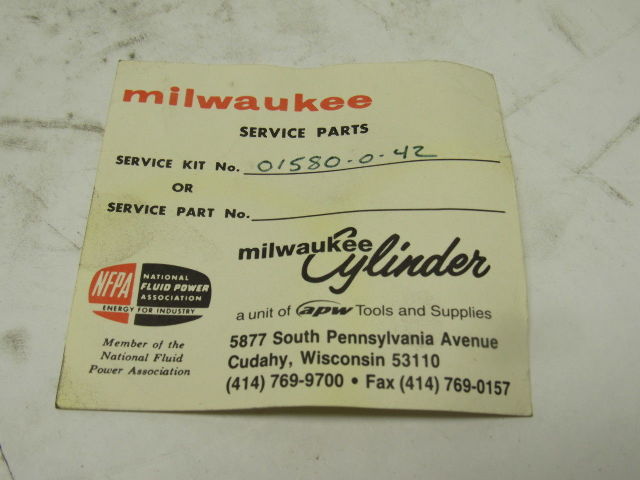 milwaukee
SERVICE PARTS
SERVICE KIT No. 01580-0-42
OR
SERVICE PART No.
milwaukee Cylinder
a unit of apw Tools and Supplies
5877 South Pennsylvania Avenue
Cudahy, Wisconsin 53110
(414) 769-9700 • Fax (414) 769-0157
NFPA
NATIONAL
FLUID POWER
ASSOCIATION
ENERGY FOR INDUSTRY
Member of the
National Fluid
Power Association